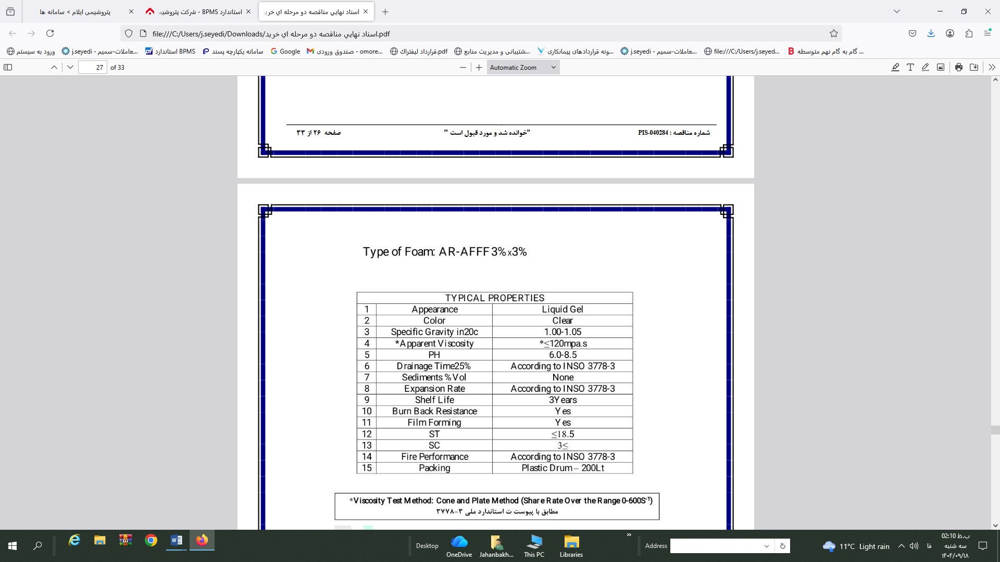 پتروشیمی ایلام > سامانه ها
استاندارد BPMS - شرکت پتروشیم
اسناد نهايي مناقصه دو مرحله اي خريد
file:///C:/Users/j.seyedi/Downloads/اسناد نهايي مناقصه دو مرحله اي خريد.pdf
ورود به سیستم
j.seyedi - معاملات-سمیم...
استاندارد BPMS
سامانه یکپارچه پسند
Google
صندوق ورودی - omore...
قرارداد ليفتراك.pdf
...شتیبانی و مدیریت منابع
...ونه قراردادهای پیمانکاری
j.seyedi - معاملات-سمیم...
file:///C:/Users/j.seyed...
گام به گام نهم متوسطه ...
27 of 33
Automatic Zoom
شماره مناقصه : PIS-040284
"خوانده شد و مورد قبول است "
صفحه ۲۶ از ۳۳
Type of Foam: AR-AFFF 3%x3%
TYPICAL PROPERTIES
1 Appearance Liquid Gel
2 Color Clear
3 Specific Gravity in20c 1.00-1.05
4 *Apparent Viscosity *≤120mpa.s
5 PH 6.0-8.5
6 Drainage Time25% According to INSO 3778-3
7 Sediments % Vol None
8 Expansion Rate According to INSO 3778-3
9 Shelf Life 3Years
10 Burn Back Resistance Yes
11 Film Forming Yes
12 ST ≤18.5
13 SC 3≤
14 Fire Performance According to INSO 3778-3
15 Packing Plastic Drum – 200Lt
*Viscosity Test Method: Cone and Plate Method (Share Rate Over the Range 0-600S-1)
مطابق با پیوست ت استاندارد ملی ۳-۳۷۷۸
Desktop
OneDrive
Jahanbakh...
This PC
Libraries
Address
11°C Light rain
فا
02:10 ب.ظ
سه شنبه
۱۴۰۴/۰۹/۱۸